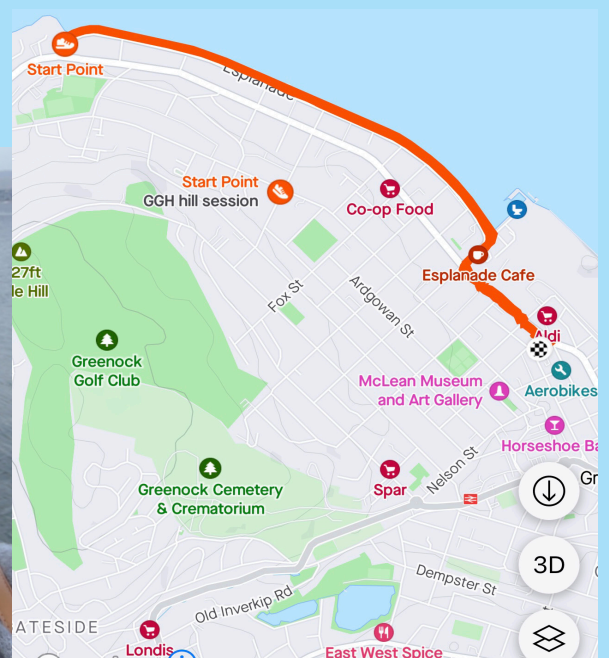 Start Point
Esplanade
Start Point
GGH hill session
Co-op Food
Esplanade Cafe
27ft
le Hill
Fox St
Ardgowan St
Aldi
Greenock
Golf Club
McLean Museum
and Art Gallery
Aerobikes
Horseshoe Ba
Nelson St
Spar
Greenock Cemetery
& Crematorium
Gr
3D
Dempster St
Old Inverkip Rd
ATESIDE
Londis
East West Spice